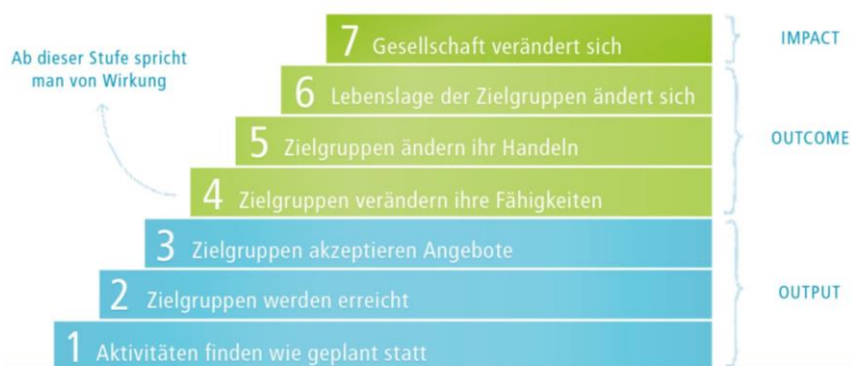 7 Gesellschaft verändert sich
IMPACT
Ab dieser Stufe spricht
man von Wirkung
6 Lebenslage der Zielgruppen ändert sich
5 Zielgruppen ändern ihr Handeln
OUTCOME
4 Zielgruppen verändern ihre Fähigkeiten
3 Zielgruppen akzeptieren Angebote
2 Zielgruppen werden erreicht
OUTPUT
1 Aktivitäten finden wie geplant statt